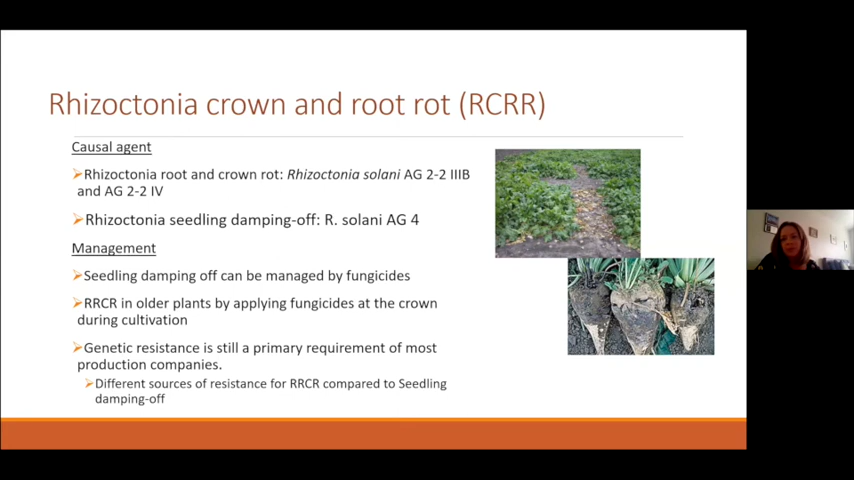 Rhizoctonia crown and root rot (RCRR)
Causal agent
Rhizoctonia root and crown rot: Rhizoctonia solani AG 2-2 IIIB
and AG 2-2 IV
Rhizoctonia seedling damping-off: R. solani AG 4
Management
Seedling damping off can be managed by fungicides
RRCR in older plants by applying fungicides at the crown
during cultivation
Genetic resistance is still a primary requirement of most
production companies.
Different sources of resistance for RRCR compared to Seedling
damping-off